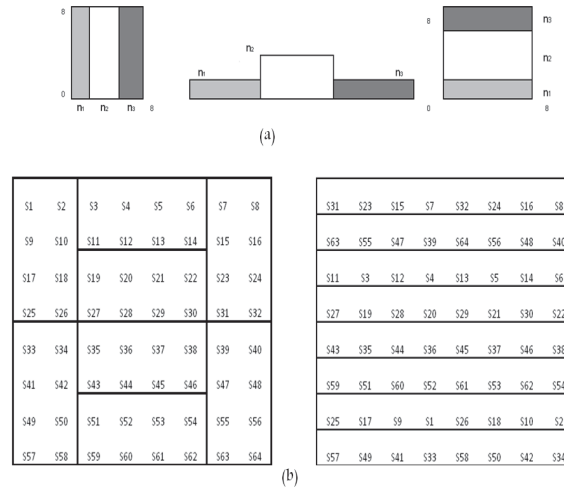 8
0
n₁ n₂ n₃ 8
n₁
n₂
n₃
8
n₃
n₂
n₁
0
8
(a)
S1 S2 S3 S4 S5 S6 S7 S8
S9 S10 S11 S12 S13 S14 S15 S16
S17 S18 S19 S20 S21 S22 S23 S24
S25 S26 S27 S28 S29 S30 S31 S32
S33 S34 S35 S36 S37 S38 S39 S40
S41 S42 S43 S44 S45 S46 S47 S48
S49 S50 S51 S52 S53 S54 S55 S56
S57 S58 S59 S60 S61 S62 S63 S64
S31 S23 S15 S7 S32 S24 S16 S8
S63 S55 S47 S39 S64 S56 S48 S40
S11 S3 S12 S4 S13 S5 S14 S6
S27 S19 S28 S20 S29 S21 S30 S22
S43 S35 S44 S36 S45 S37 S46 S38
S59 S51 S60 S52 S61 S53 S62 S54
S25 S17 S9 S1 S26 S18 S10 S2
S57 S49 S41 S33 S58 S50 S42 S34
(b)